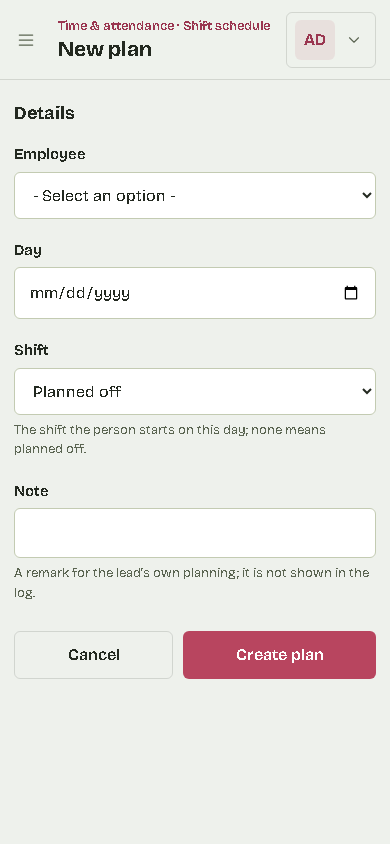 Time & attendance · Shift schedule
New plan
AD
Details
Employee
- Select an option -
Day
mm/dd/yyyy
Shift
Planned off
The shift the person starts on this day; none means
planned off.
Note
A remark for the lead's own planning; it is not shown in the
log.
Cancel
Create plan